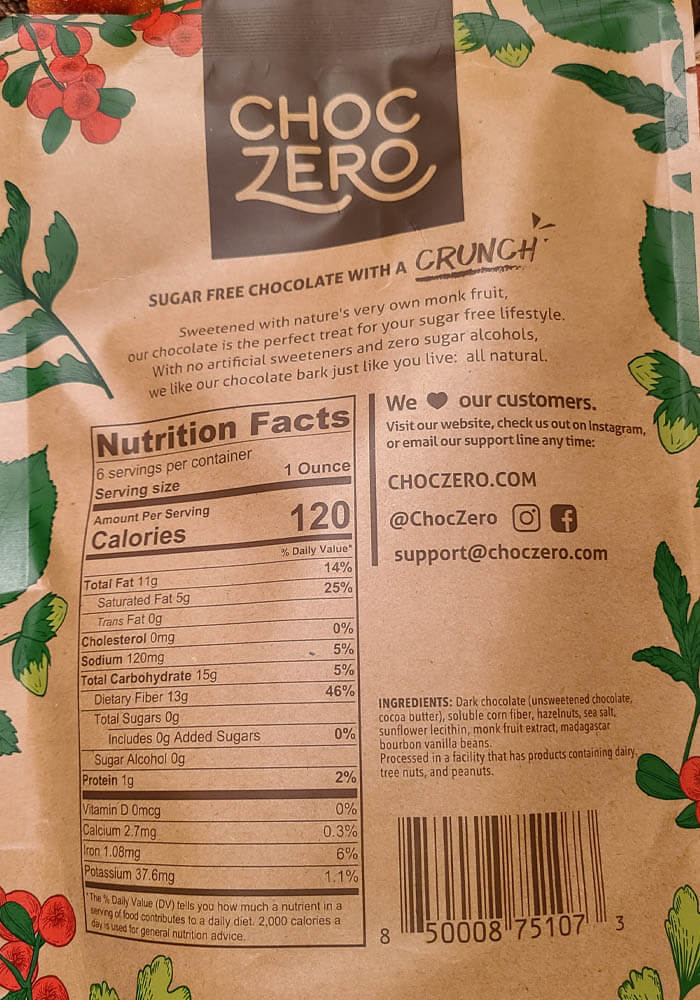 CHOC
ZERO
SUGAR FREE CHOCOLATE WITH A CRUNCH
Sweetened with nature's very own monk fruit,
our chocolate is the perfect treat for your sugar free lifestyle.
With no artificial sweeteners and zero sugar alcohols,
we like our chocolate bark just like you live: all natural.
Nutrition Facts
6 servings per container
Serving size 1 Ounce
Amount Per Serving
Calories 120
% Daily Value*
Total Fat 11g 14%
Saturated Fat 5g 25%
Trans Fat 0g
Cholesterol 0mg 0%
Sodium 120mg 5%
Total Carbohydrate 15g 5%
Dietary Fiber 13g 46%
Total Sugars 0g
Includes 0g Added Sugars 0%
Sugar Alcohol 0g
Protein 1g 2%
Vitamin D 0mcg 0%
Calcium 2.7mg 0.3%
Iron 1.08mg 6%
Potassium 37.6mg 1.1%
*The % Daily Value (DV) tells you how much a nutrient in a
serving of food contributes to a daily diet. 2,000 calories a
day is used for general nutrition advice.
We ♥ our customers.
Visit our website, check us out on Instagram,
or email our support line any time:
CHOCZERO.COM
@ChocZero
support@choczero.com
INGREDIENTS: Dark chocolate (unsweetened chocolate,
cocoa butter), soluble corn fiber, hazelnuts, sea salt,
sunflower lecithin, monk fruit extract, madagascar
bourbon vanilla beans.
Processed in a facility that has products containing dairy,
tree nuts, and peanuts.
8 50008 75107 3